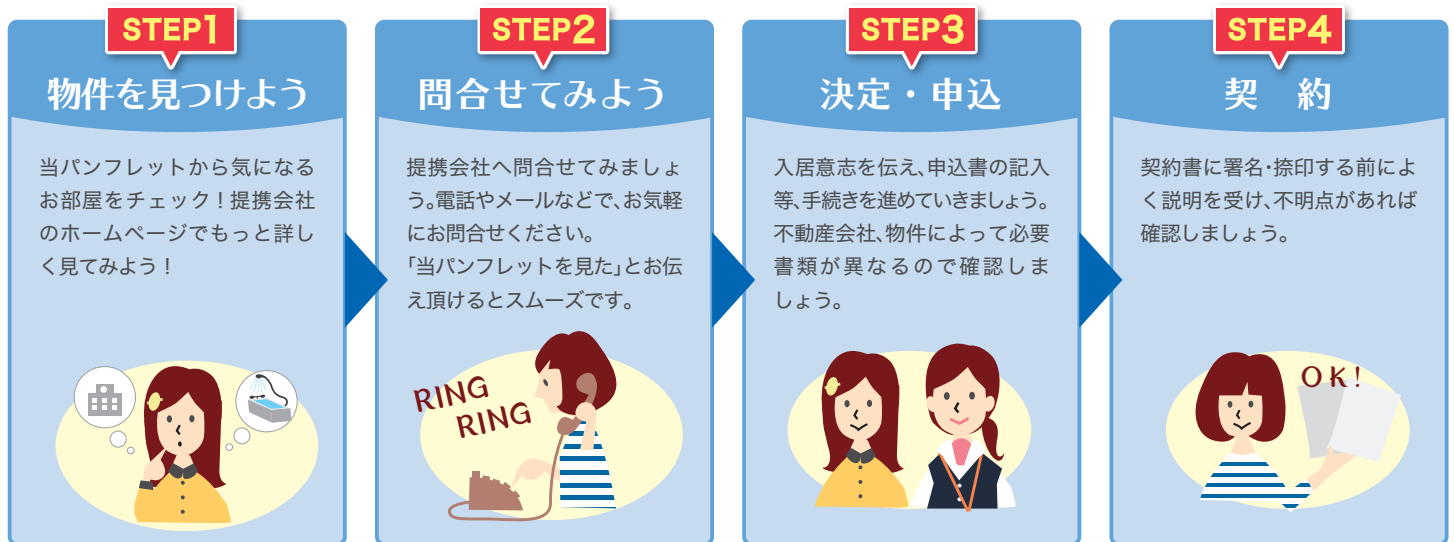 STEP1
物件を見つけよう
当パンフレットから気になる
お部屋をチェック！提携会社
のホームページでもっと詳し
く見てみよう！
STEP2
問合せてみよう
提携会社へ問合せてみましょ
う。電話やメールなどで、お気軽
にお問合せください。
「当パンフレットを見た」とお伝
え頂けるとスムーズです。
RING
RING
STEP3
決定・申込
入居意志を伝え、申込書の記入
等、手続きを進めていきましょう。
不動産会社、物件によって必要
書類が異なるので確認しま
しょう。
STEP4
契　約
契約書に署名・捺印する前によ
く説明を受け、不明点があれば
確認しましょう。
OK!